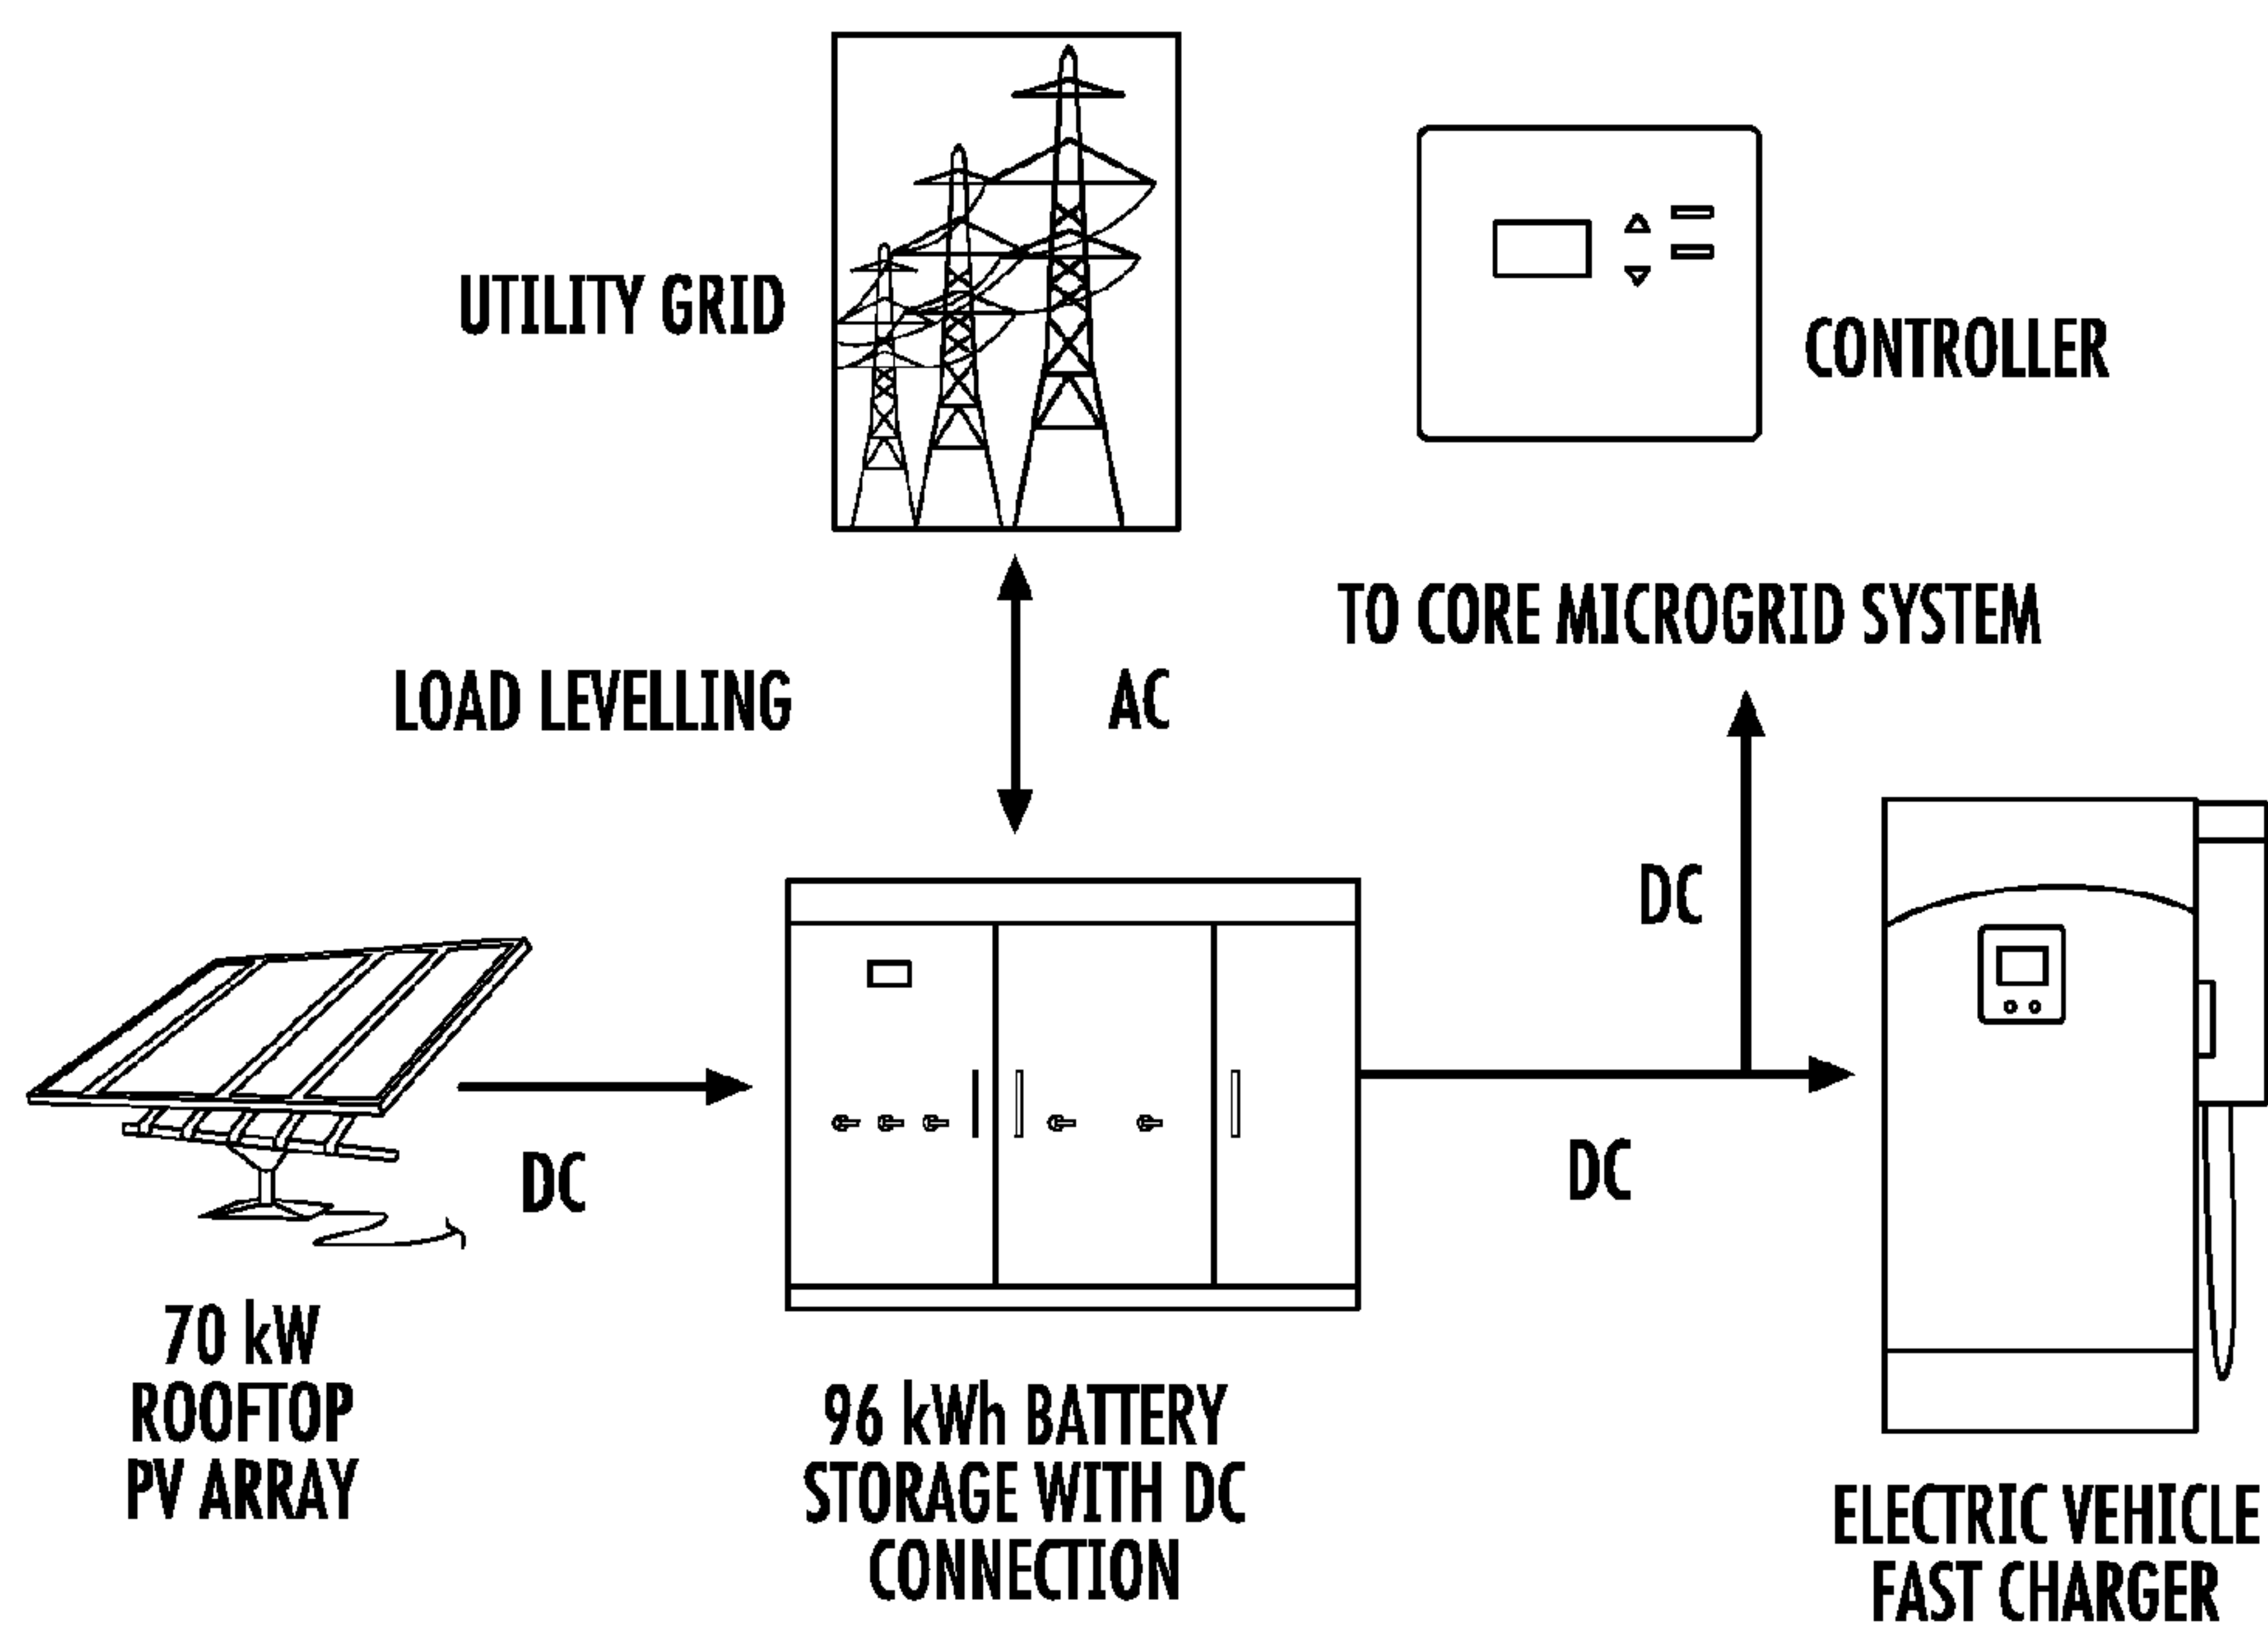 UTILITY GRID
CONTROLLER
TO CORE MICROGRID SYSTEM
LOAD LEVELLING
AC
DC
DC
DC
70 kW
ROOFTOP
PV ARRAY
96 kWh BATTERY
STORAGE WITH DC
CONNECTION
ELECTRIC VEHICLE
FAST CHARGER